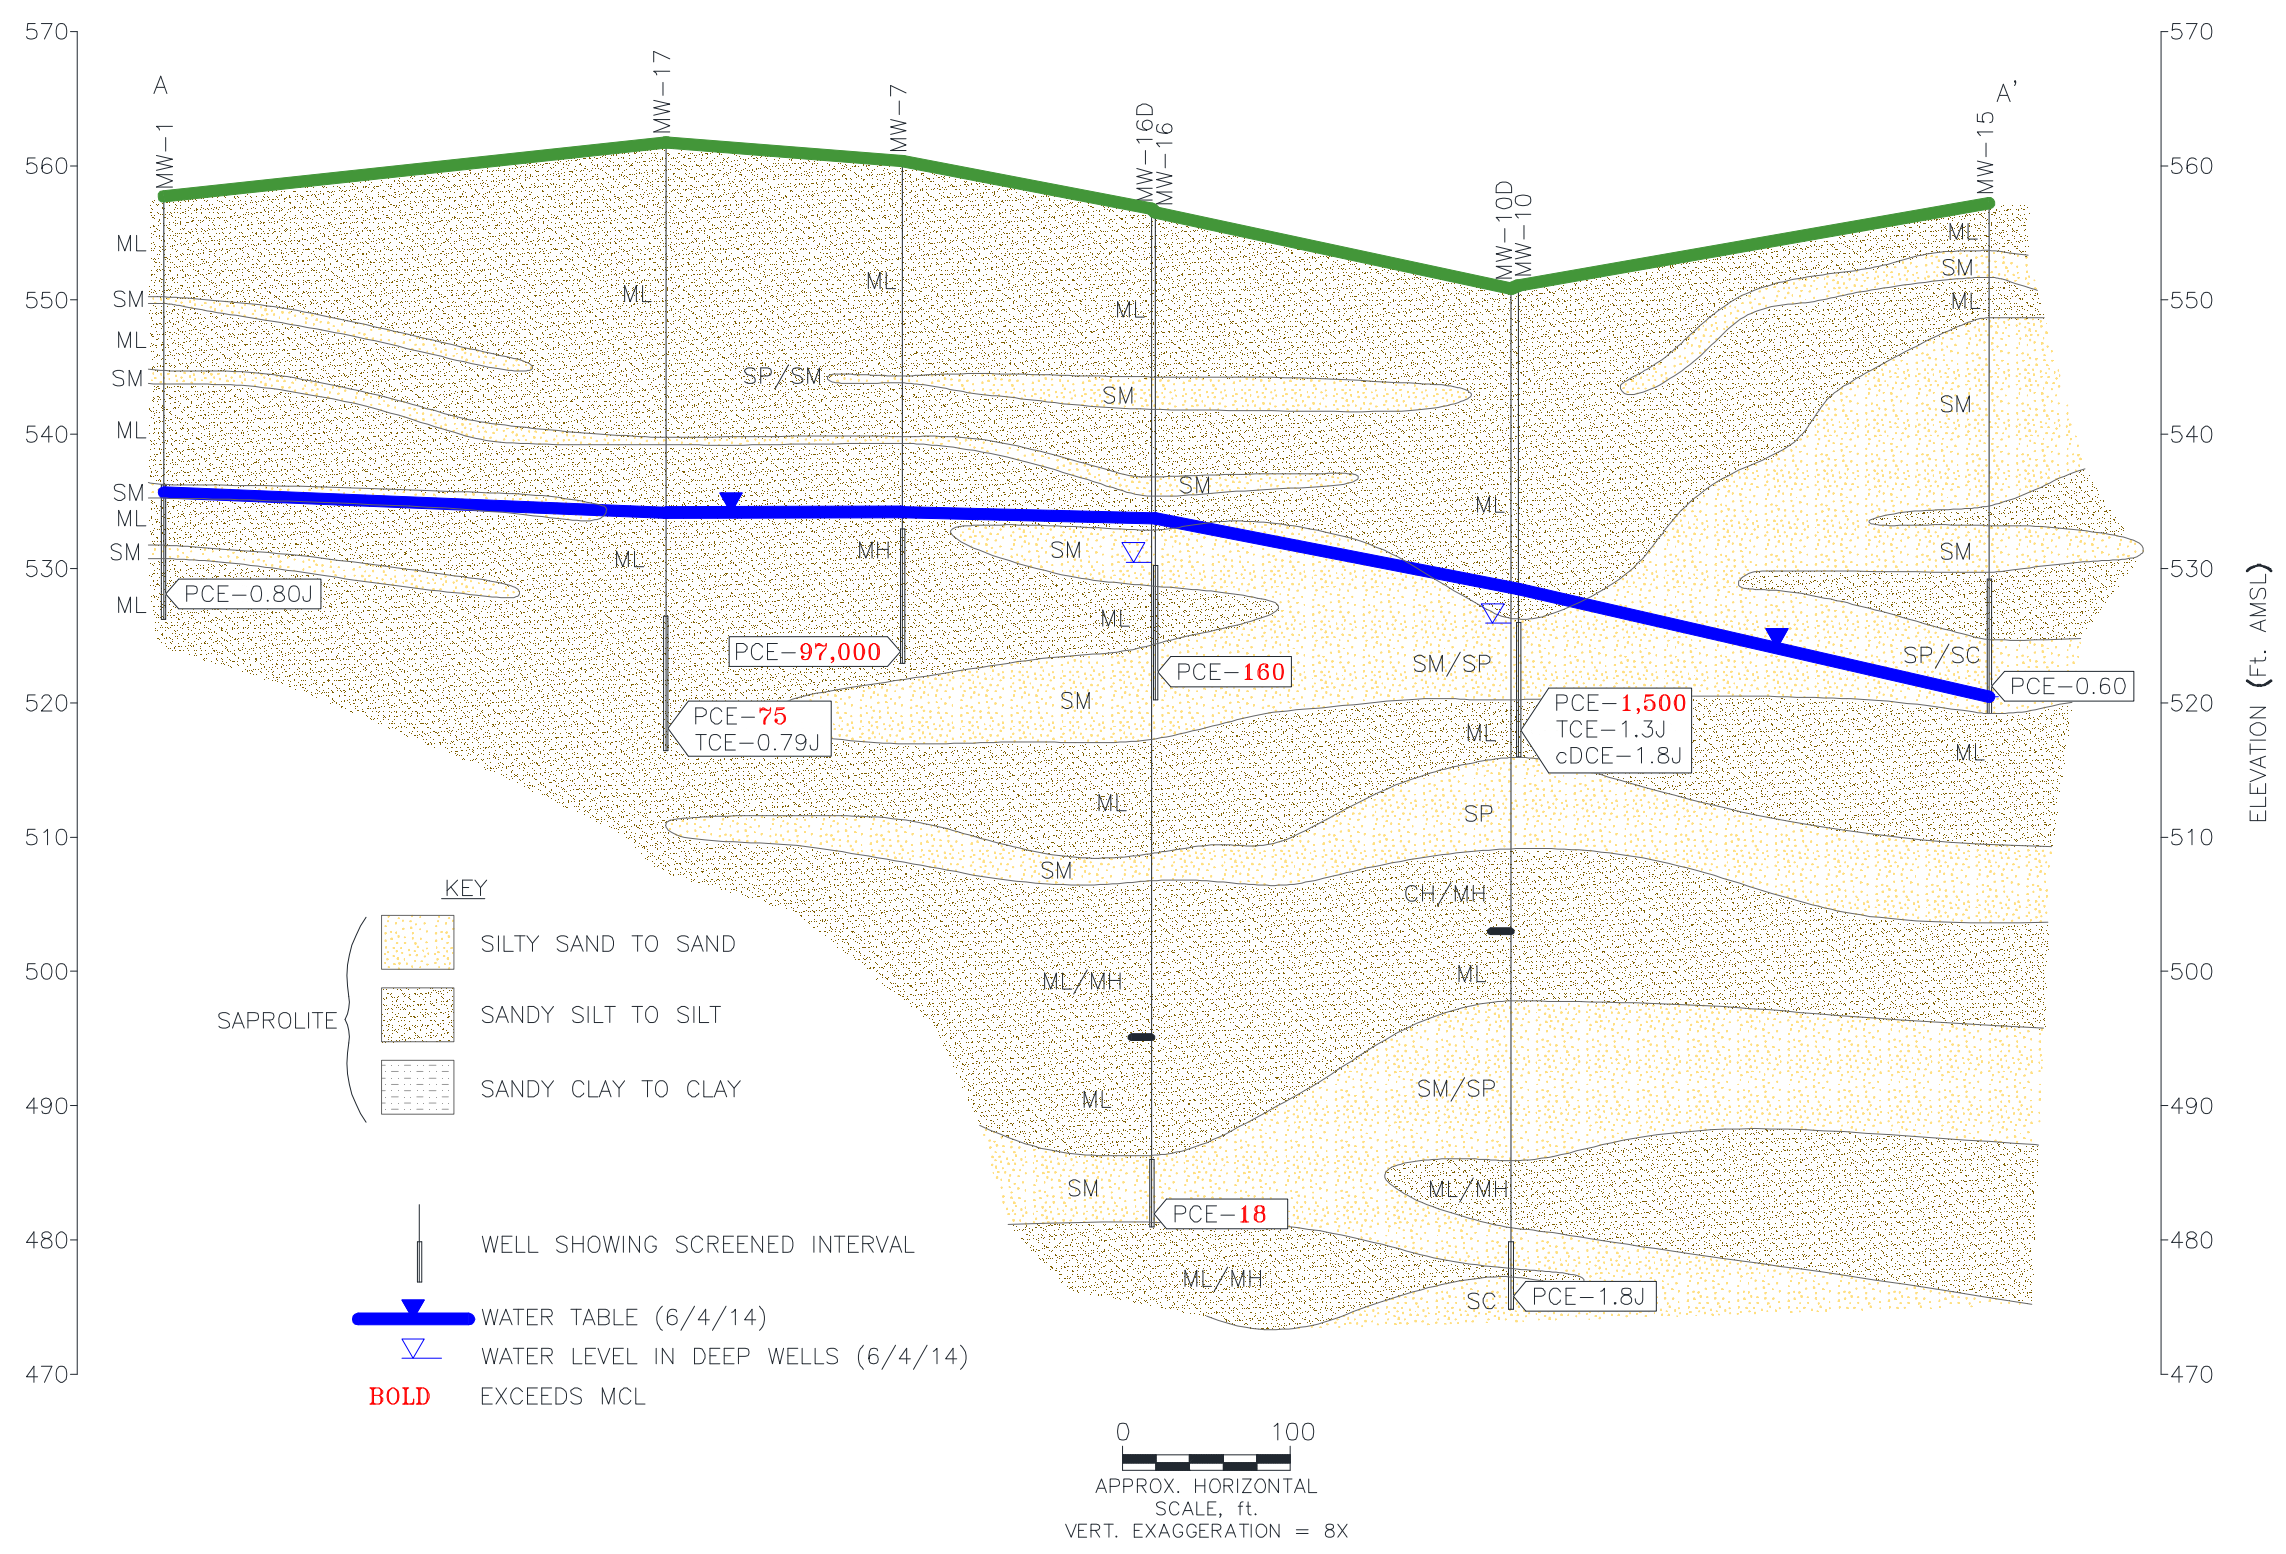 570
570
A
A'
MW-1
MW-17
MW-7
MW-16D
MW-16
MW-10D
MW-10
MW-15
560
560
550
550
540
540
530
530
520
520
510
510
500
500
490
490
480
480
470
470
ELEVATION (Ft. AMSL)
ML
SM
ML
SM
ML
SM
ML
SM
ML
PCE-0.80J
ML
ML
PCE-75
TCE-0.79J
ML
SP/SM
MH
PCE-97,000
ML
SM
SM
SM
ML
SM
PCE-160
ML
SM
ML/MH
ML
SM
PCE-18
ML/MH
ML
SM/SP
ML
PCE-1,500
TCE-1.3J
cDCE-1.8J
SP
CH/MH
ML
SM/SP
ML/MH
SC
PCE-1.8J
ML
SM
ML
SM
SM
SP/SC
PCE-0.60
ML
KEY
SAPROLITE
SILTY SAND TO SAND
SANDY SILT TO SILT
SANDY CLAY TO CLAY
WELL SHOWING SCREENED INTERVAL
WATER TABLE (6/4/14)
WATER LEVEL IN DEEP WELLS (6/4/14)
BOLD EXCEEDS MCL
0 100
APPROX. HORIZONTAL
SCALE, ft.
VERT. EXAGGERATION = 8X